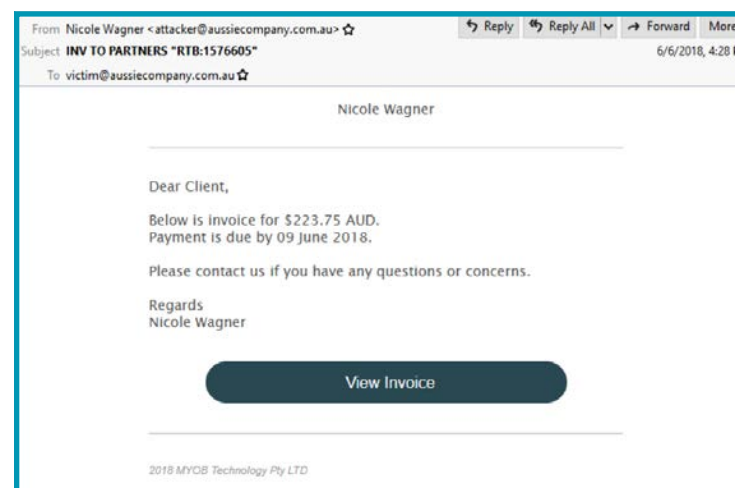 From Nicole Wagner <attacker@aussiecompany.com.au>
Reply Reply All Forward More
Subject INV TO PARTNERS "RTB:1576605"
6/6/2018, 4:28
To victim@aussiecompany.com.au
Nicole Wagner
Dear Client,
Below is invoice for $223.75 AUD.
Payment is due by 09 June 2018.
Please contact us if you have any questions or concerns.
Regards
Nicole Wagner
View Invoice
2018 MYOB Technology Pty LTD